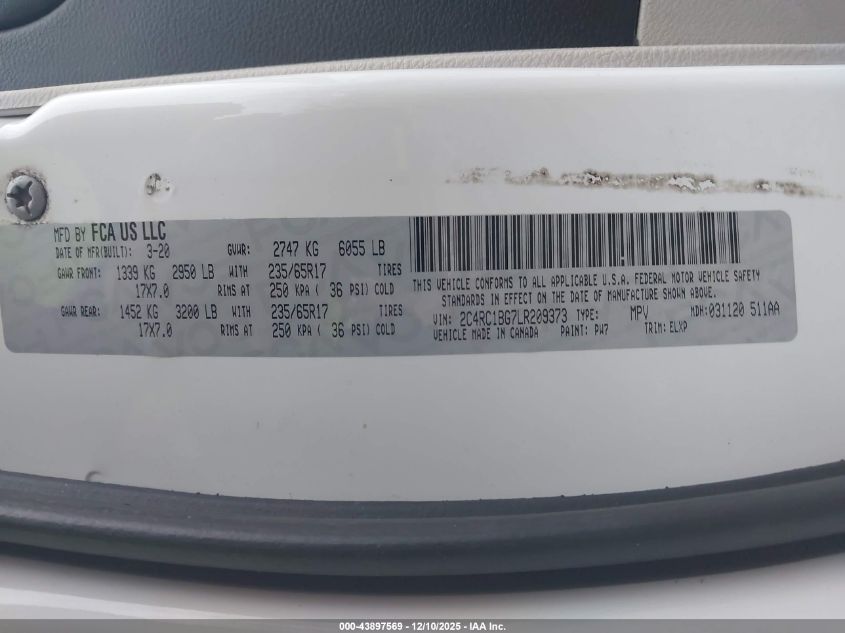 MFD BY FCA US LLC
DATE OF MFR(BUILT): 3-20 GVWR: 2747 KG 6055 LB
GAWR FRONT: 1339 KG 2950 LB WITH 235/65R17 TIRES
17X7.0 RIMS AT 250 KPA ( 36 PSI) COLD
GAWR REAR: 1452 KG 3200 LB WITH 235/65R17 TIRES
17X7.0 RIMS AT 250 KPA ( 36 PSI) COLD
THIS VEHICLE CONFORMS TO ALL APPLICABLE U.S.A. FEDERAL MOTOR VEHICLE SAFETY
STANDARDS IN EFFECT ON THE DATE OF MANUFACTURE SHOWN ABOVE.
VIN: 2C4RC1BG7LR209373 TYPE: MPV MDH: 031120 511AA
VEHICLE MADE IN CANADA PAINT: PW7 TRIM: ELXP
000-43897569 — 12/10/2025 — IAA Inc.